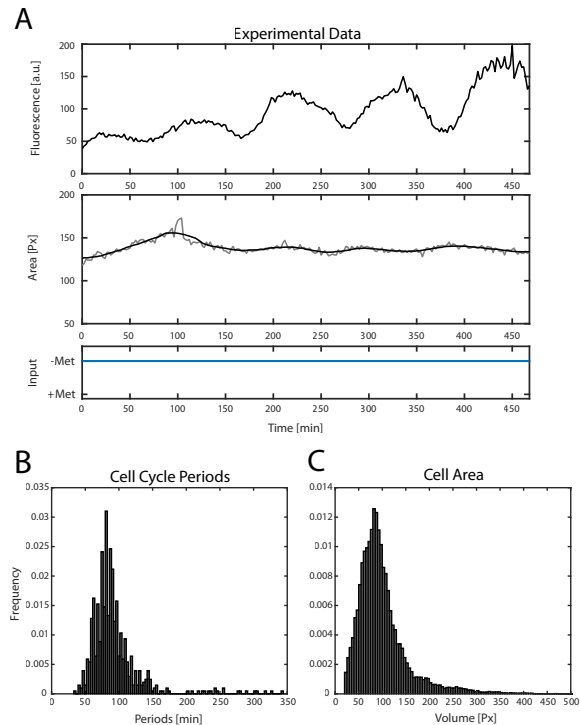 A
Experimental Data
Fluorescence [a.u.]
200
150
100
50
0
0 50 100 150 200 250 300 350 400 450
Area [Px]
200
150
100
50
0 50 100 150 200 250 300 350 400 450
Input
-Met
+Met
0 50 100 150 200 250 300 350 400 450
Time [min]
B
Cell Cycle Periods
Frequency
0.035
0.03
0.025
0.02
0.015
0.01
0.005
0
0 50 100 150 200 250 300 350
Periods [min]
C
Cell Area
0.014
0.012
0.01
0.008
0.006
0.004
0.002
0
0 50 100 150 200 250 300 350 400 450 500
Volume [Px]